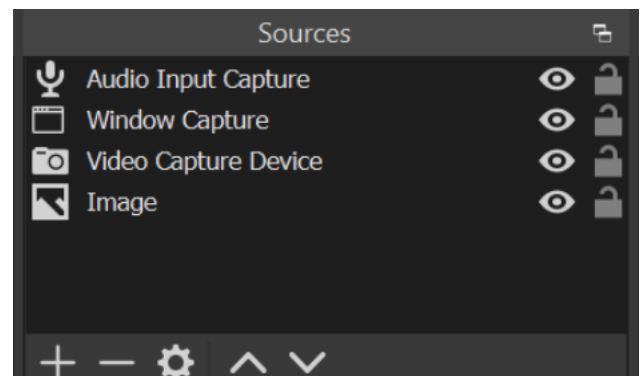 Sources
Audio Input Capture
Window Capture
Video Capture Device
Image